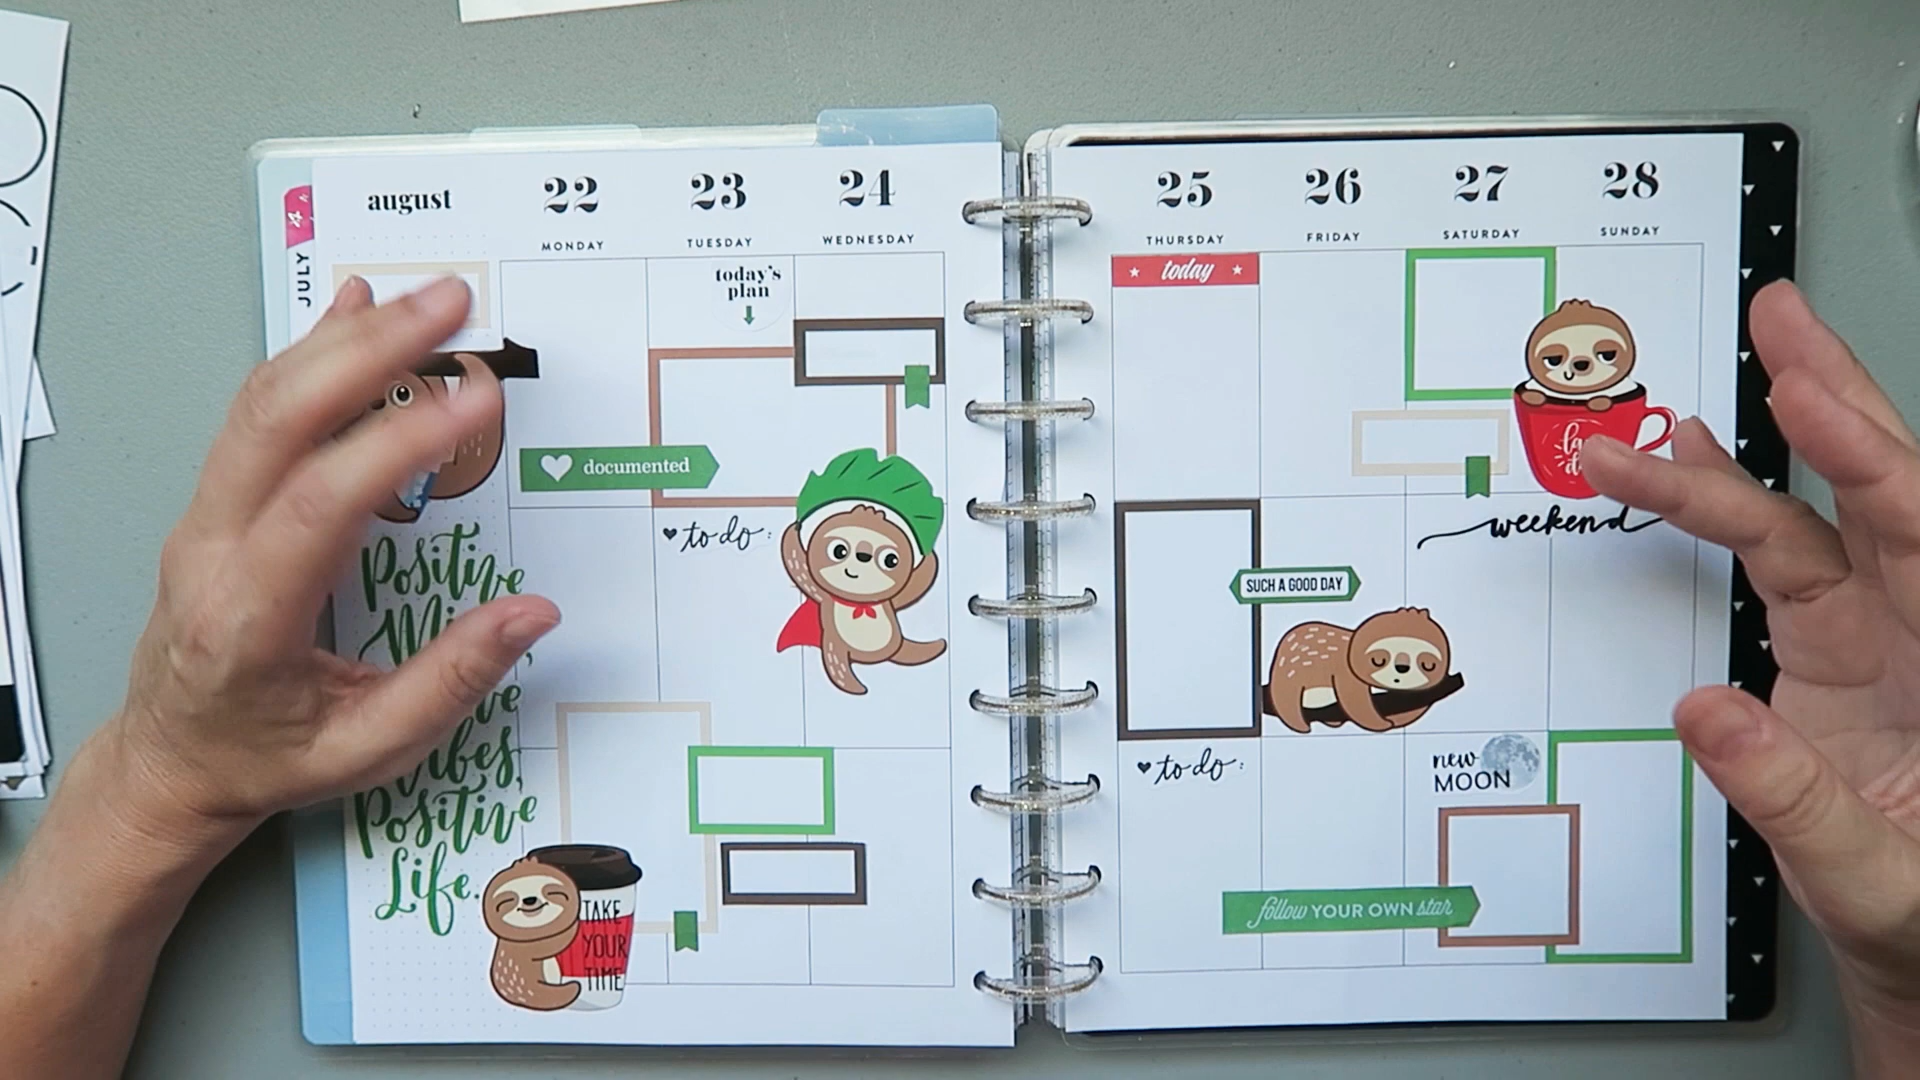 JULY
august
22
MONDAY
23
TUESDAY
24
WEDNESDAY
today's
plan
documented
to do:
Positive
Vibes,
Positive
Life.
TAKE
YOUR
TIME
25
THURSDAY
26
FRIDAY
27
SATURDAY
28
SUNDAY
today
weekend
SUCH A GOOD DAY
to do:
new
MOON
follow YOUR OWN star